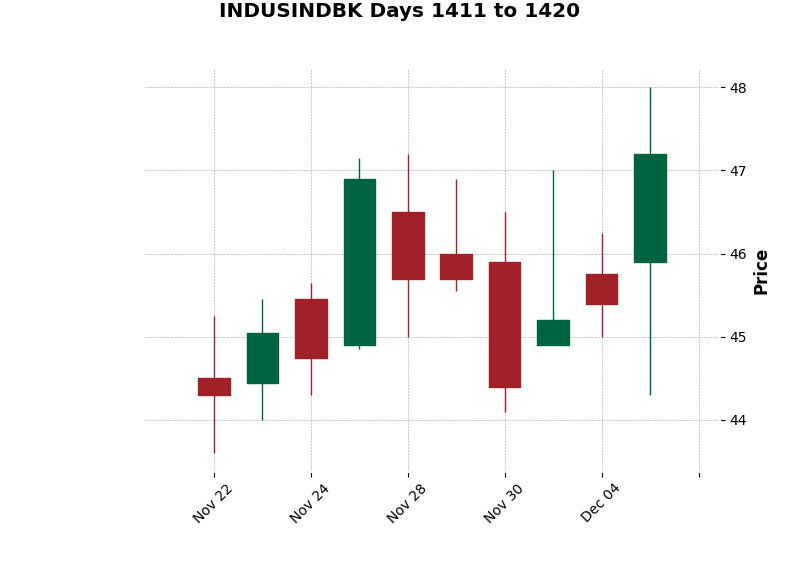 INDUSINDBK Days 1411 to 1420
48
47
46
45
44
Price
Nov 22
Nov 24
Nov 28
Nov 30
Dec 04